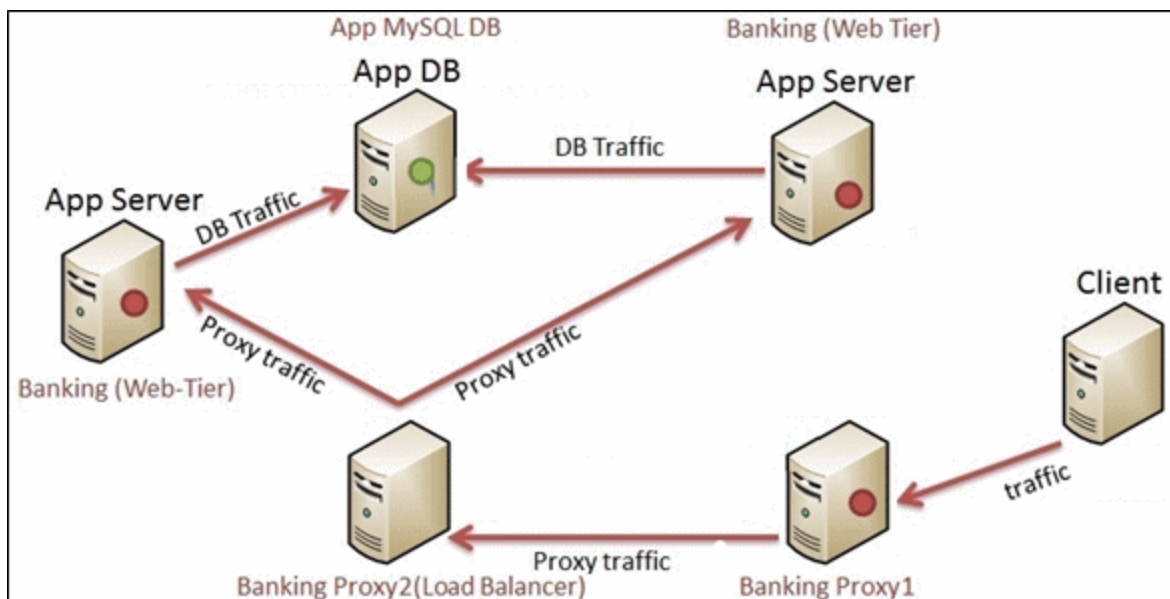 App MySQL DB
Banking (Web Tier)
App DB
App Server
DB Traffic
App Server
DB Traffic
Client
Proxy traffic
Proxy traffic
Banking (Web-Tier)
traffic
Proxy traffic
Banking Proxy2(Load Balancer)
Banking Proxy1